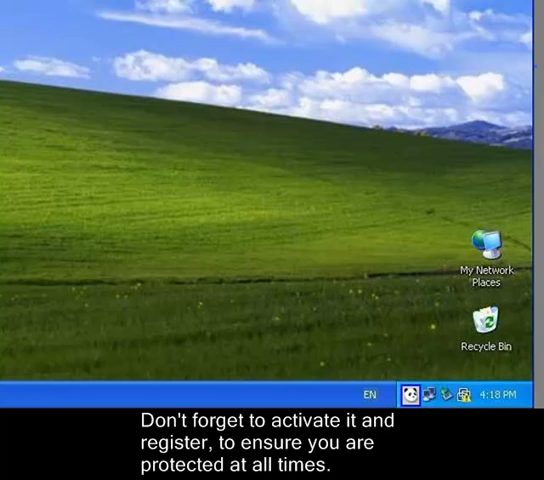 My Network
Places
Recycle Bin
EN
4:18 PM
Don't forget to activate it and
register, to ensure you are
protected at all times.